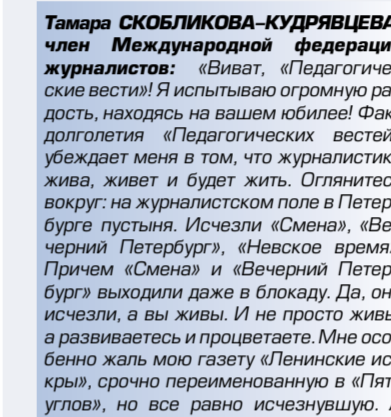 Тамара СКОБЛИКОВА–КУДРЯВЦЕВА
член Международной федераци
журналистов: «Виват, «Педагогиче
ские вести»! Я испытываю огромную ра
дость, находясь на вашем юбилее! Фак
долголетия «Педагогических вестей
убеждает меня в том, что журналистик
жива, живет и будет жить. Оглянитес
вокруг: на журналистском поле в Петер
бурге пустыня. Исчезли «Смена», «Ве
черний Петербург», «Невское время.
Причем «Смена» и «Вечерний Петер
бург» выходили даже в блокаду. Да, он
исчезли, а вы живы. И не просто живы
а развиваетесь и процветаете. Мне осо
бенно жаль мою газету «Ленинские ис
кры», срочно переименованную в «Пят
углов», но все равно исчезнувшую.